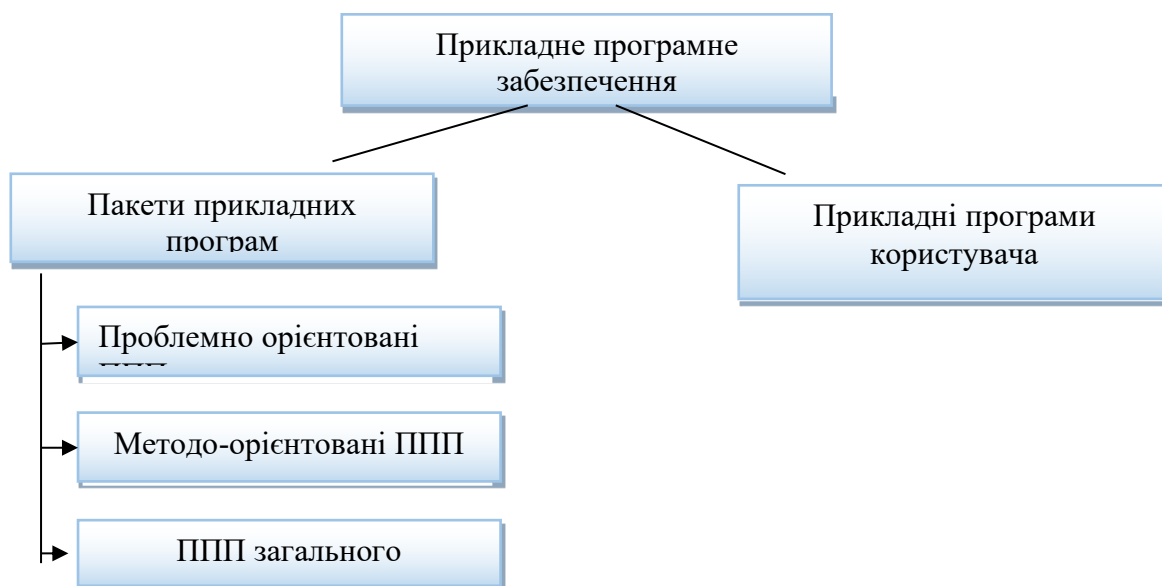 Прикладне програмне
забезпечення
Пакети прикладних
програм
Прикладні програми
користувача
Проблемно орієнтовані
Методо-орієнтовані ППП
ППП загального